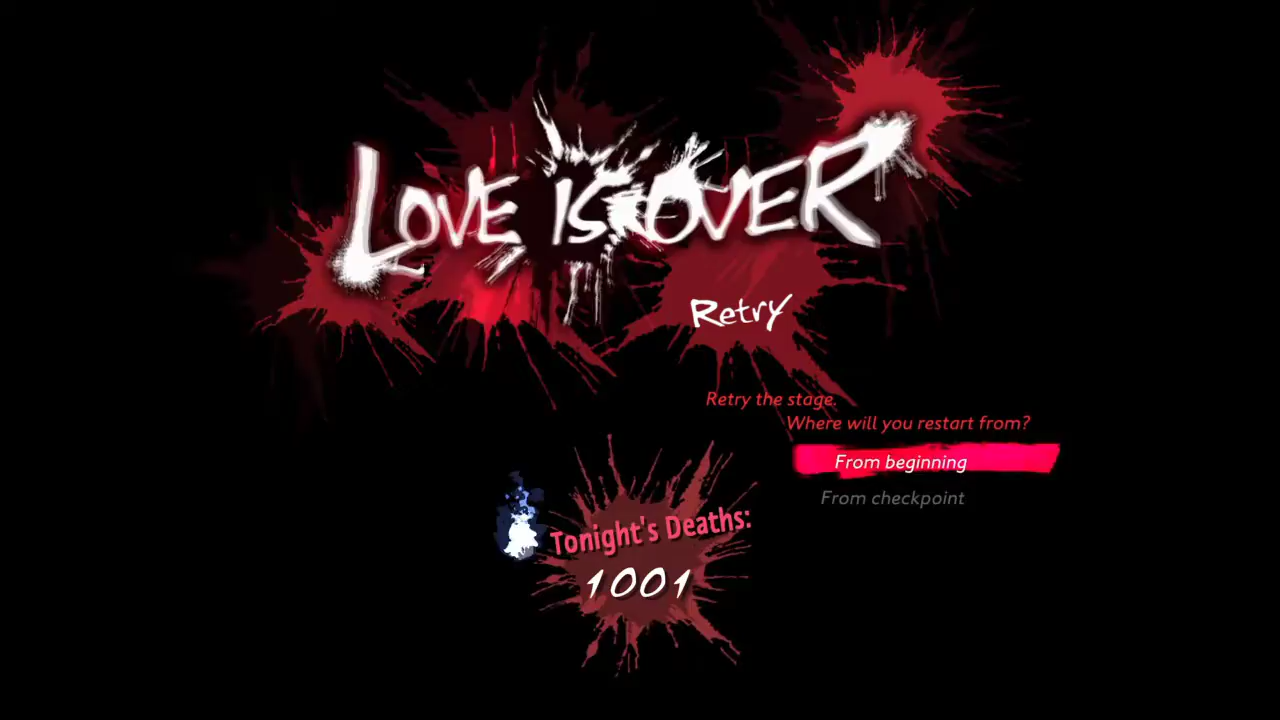 LOVE IS OVER
Retry
Retry the stage.
Where will you restart from?
From beginning
From checkpoint
Tonight's Deaths:
1001